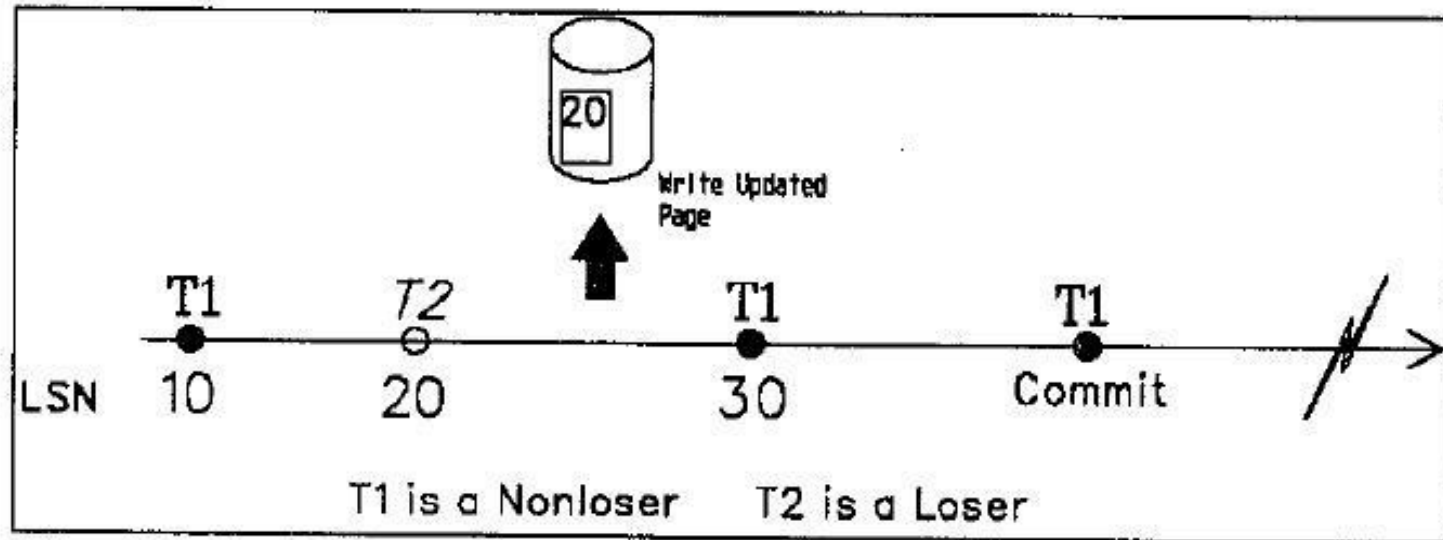 20
Write Updated
Page
T1 T2 T1 T1
LSN 10 20 30 Commit
T1 is a Nonloser T2 is a Loser